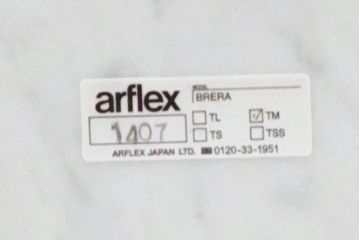 arflex
MODEL
BRERA
TL
TM
1407
TS
TSS
ARFLEX JAPAN LTD. 0120-33-1951